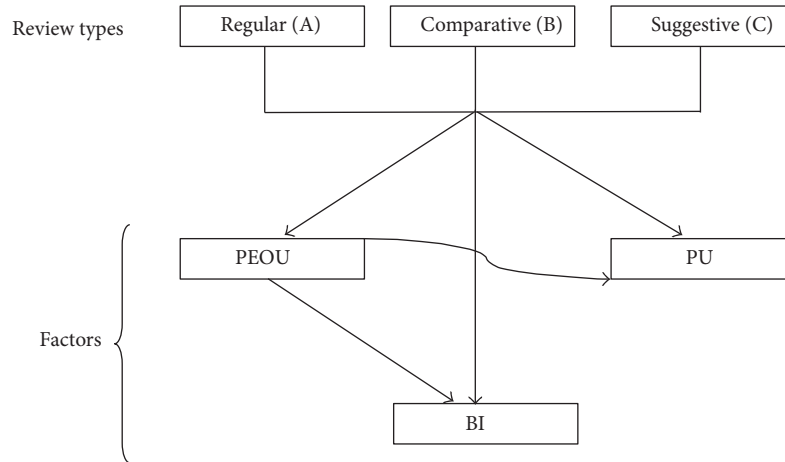 Review types
Regular (A)
Comparative (B)
Suggestive (C)
PEOU
PU
Factors
BI